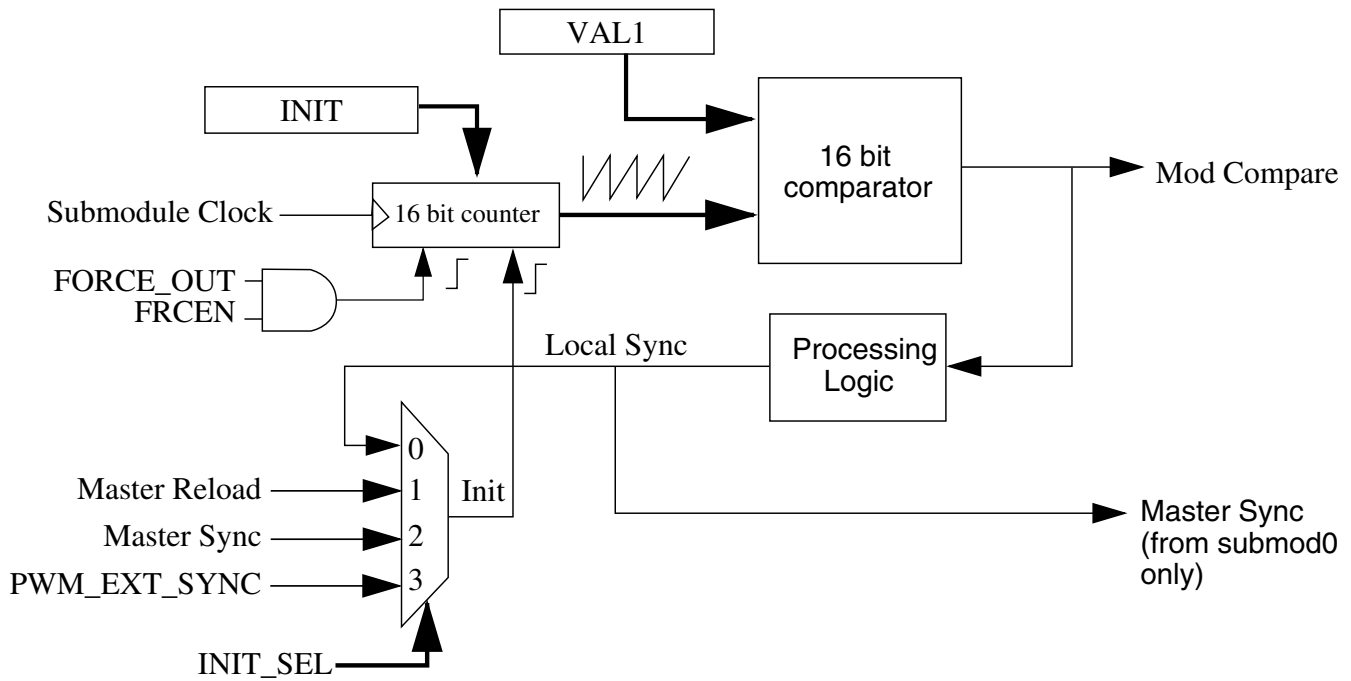 VAL1
INIT
16 bit
comparator
Mod Compare
Submodule Clock
16 bit counter
FORCE_OUT
FRCEN
Local Sync
Processing
Logic
0
Master Reload
1
Init
Master Sync
2
Master Sync
(from submod0
only)
PWM_EXT_SYNC
3
INIT_SEL